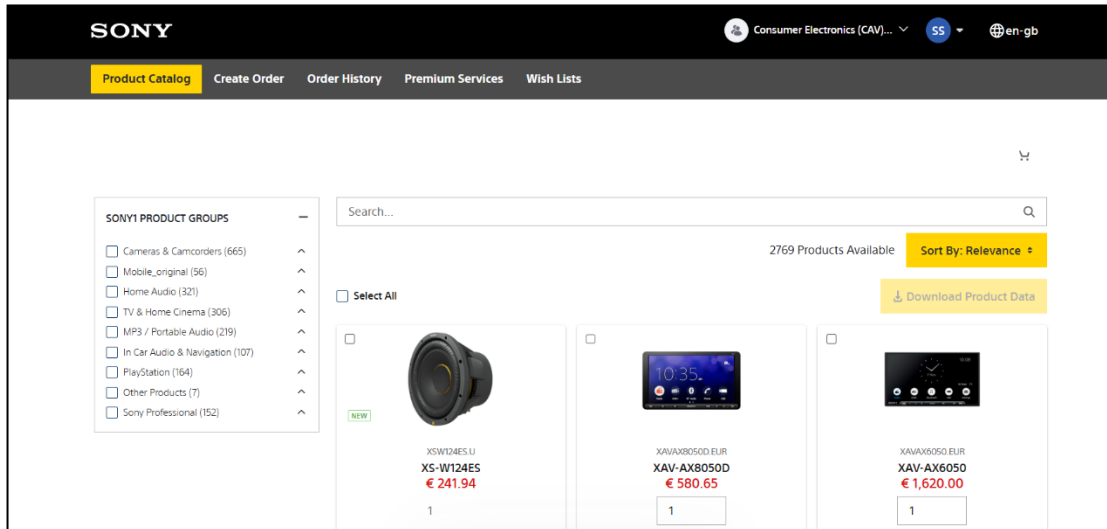 SONY
Consumer Electronics (CAV)...
SS
en-gb
Product Catalog Create Order Order History Premium Services Wish Lists
SONY1 PRODUCT GROUPS
Cameras & Camcorders (665)
Mobile_original (56)
Home Audio (321)
TV & Home Cinema (306)
MP3 / Portable Audio (219)
In Car Audio & Navigation (107)
PlayStation (164)
Other Products (7)
Sony Professional (152)
Search...
2769 Products Available
Sort By: Relevance
Select All
Download Product Data
NEW
XSW124ES.U
XS-W124ES
€ 241.94
1
10:35
XAVAX8050D.EUR
XAV-AX8050D
€ 580.65
1
XAVAX6050.EUR
XAV-AX6050
€ 1,620.00
1